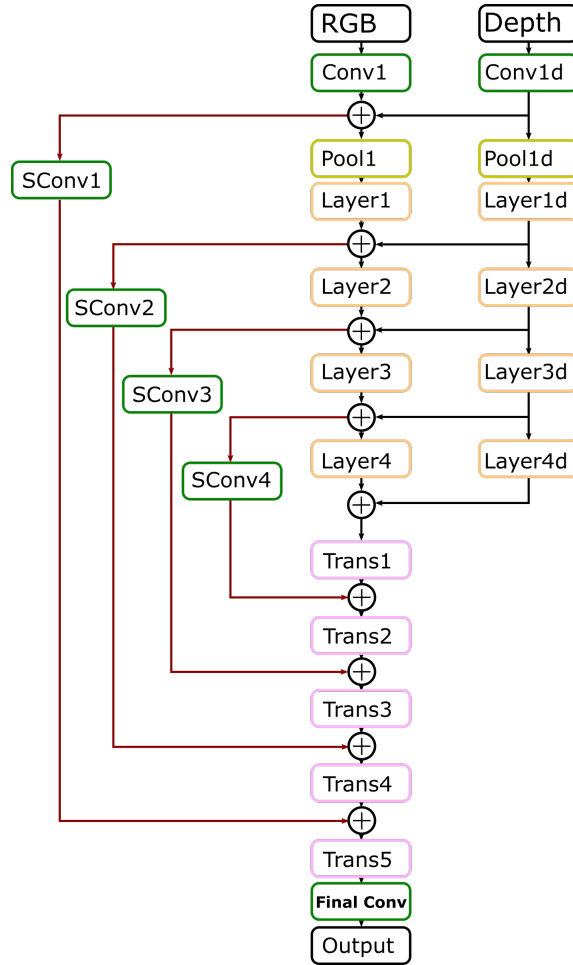 RGB
Depth
Conv1
Conv1d
Pool1
Pool1d
SConv1
Layer1
Layer1d
SConv2
Layer2
Layer2d
SConv3
Layer3
Layer3d
SConv4
Layer4
Layer4d
Trans1
Trans2
Trans3
Trans4
Trans5
Final Conv
Output